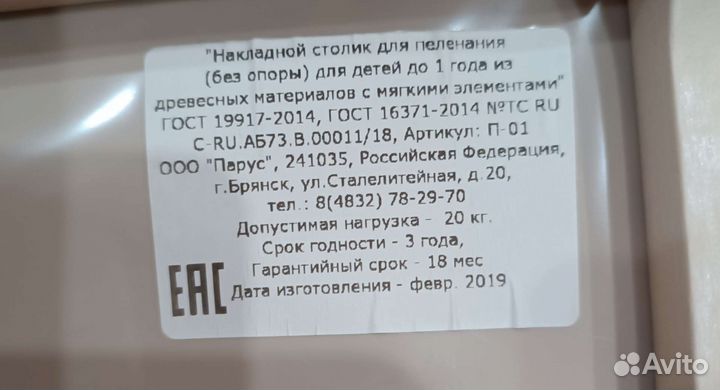 "Накладной столик для пеленания
(без опоры) для детей до 1 года из
древесных материалов с мягкими элементами"
ГОСТ 19917-2014, ГОСТ 16371-2014 №ТС RU
С-RU.АБ73.В.00011/18, Артикул: П-01
ООО "Парус", 241035, Российская Федерация,
г.Брянск, ул.Сталелитейная, д.20,
тел.: 8(4832) 78-29-70
Допустимая нагрузка - 20 кг.
Срок годности - 3 года,
Гарантийный срок - 18 мес
EAC Дата изготовления - февр. 2019
Avito